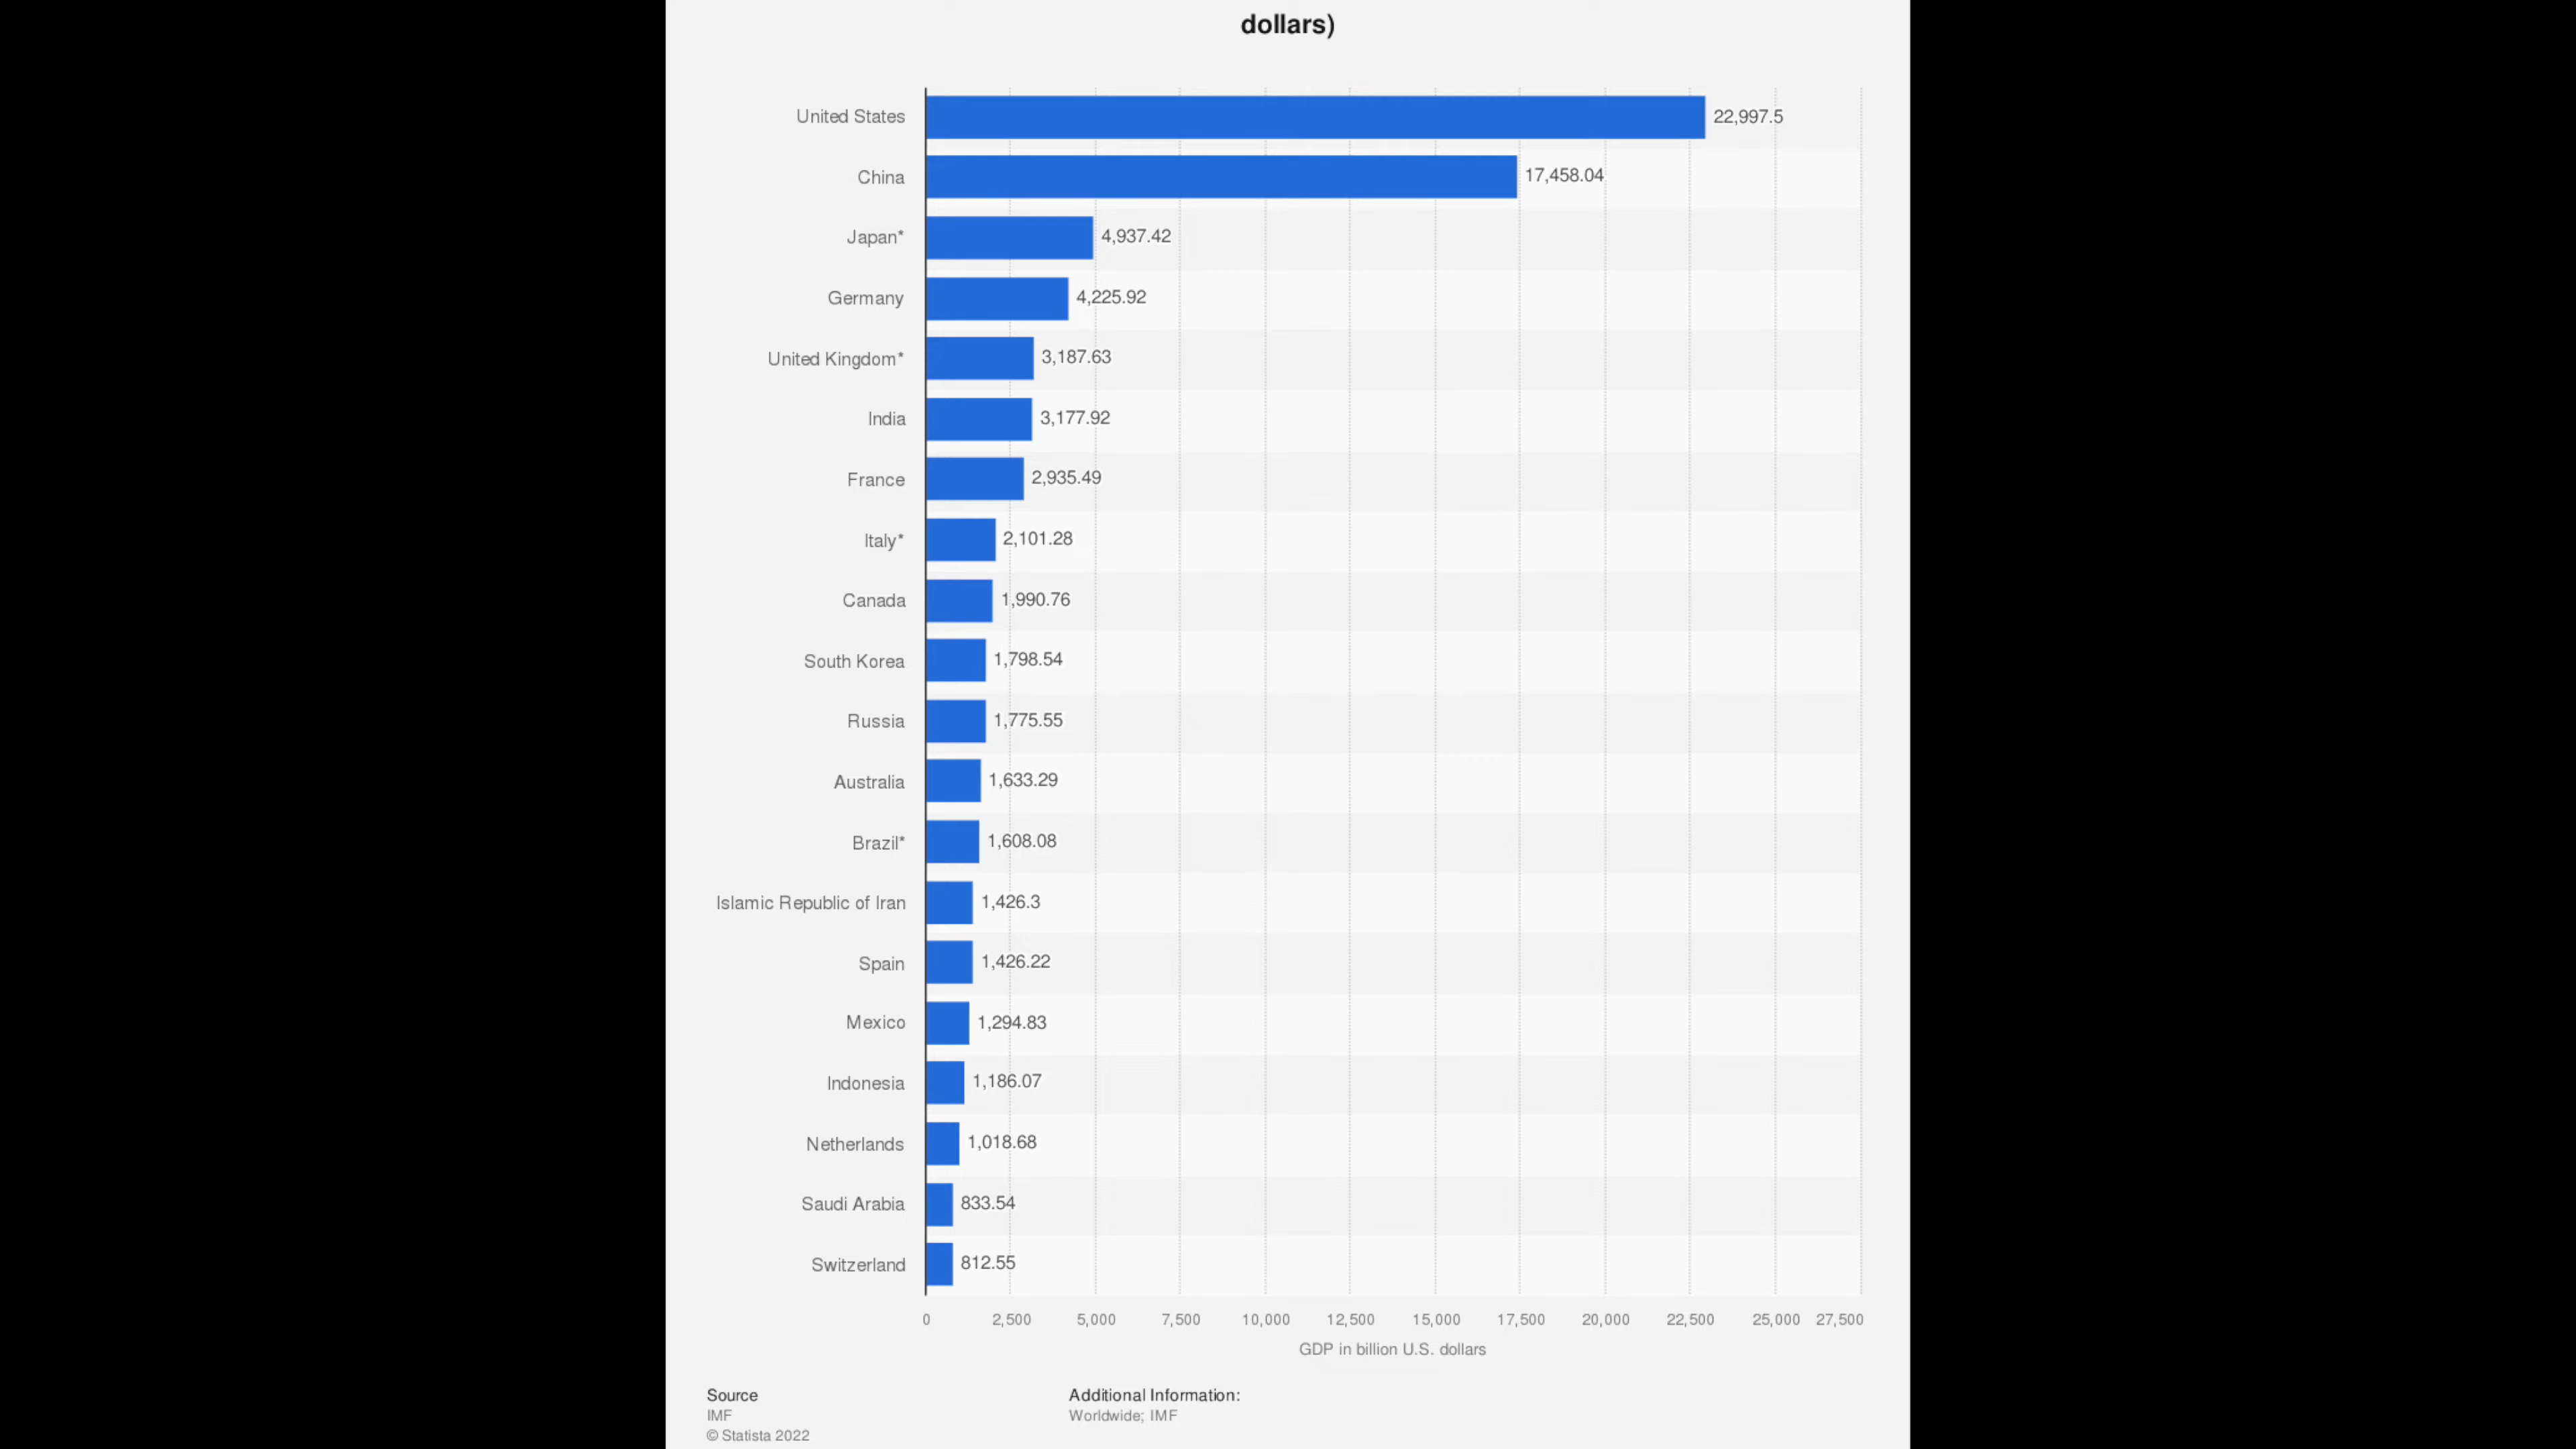 dollars)
United States 22,997.5
China 17,458.04
Japan* 4,937.42
Germany 4,225.92
United Kingdom* 3,187.63
India 3,177.92
France 2,935.49
Italy* 2,101.28
Canada 1,990.76
South Korea 1,798.54
Russia 1,775.55
Australia 1,633.29
Brazil* 1,608.08
Islamic Republic of Iran 1,426.3
Spain 1,426.22
Mexico 1,294.83
Indonesia 1,186.07
Netherlands 1,018.68
Saudi Arabia 833.54
Switzerland 812.55
0 2,500 5,000 7,500 10,000 12,500 15,000 17,500 20,000 22,500 25,000 27,500
GDP in billion U.S. dollars
Source Additional Information:
IMF Worldwide; IMF
© Statista 2022